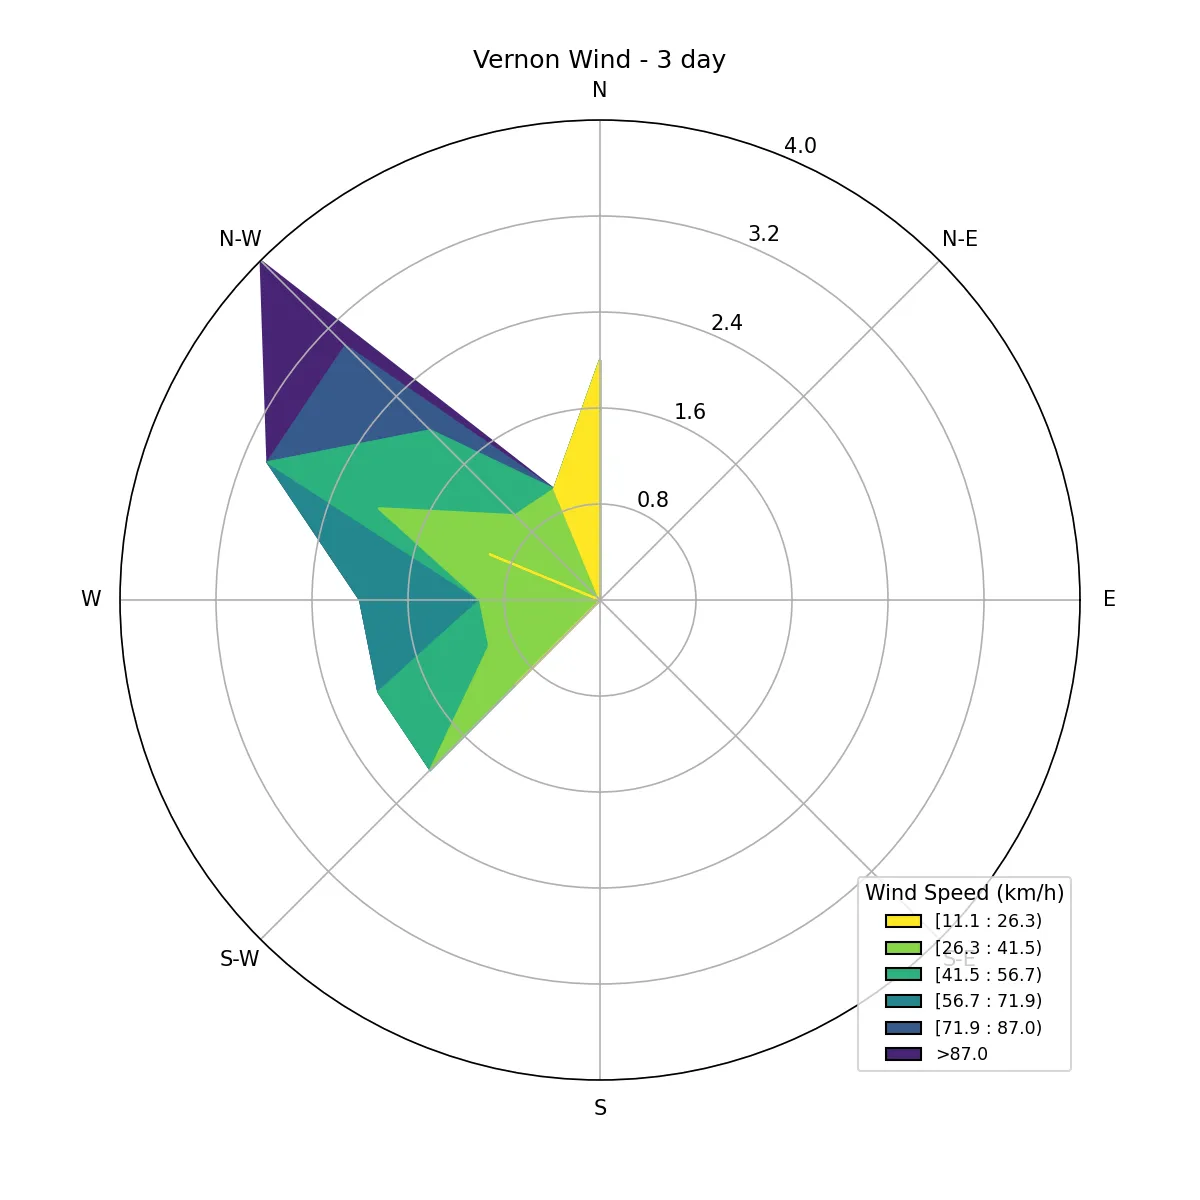 Vernon Wind - 3 day
N
4.0
N-W
3.2
N-E
2.4
1.6
0.8
W
E
S-W
S-E
S
Wind Speed (km/h)
[11.1 : 26.3)
[26.3 : 41.5)
[41.5 : 56.7)
[56.7 : 71.9)
[71.9 : 87.0)
>87.0